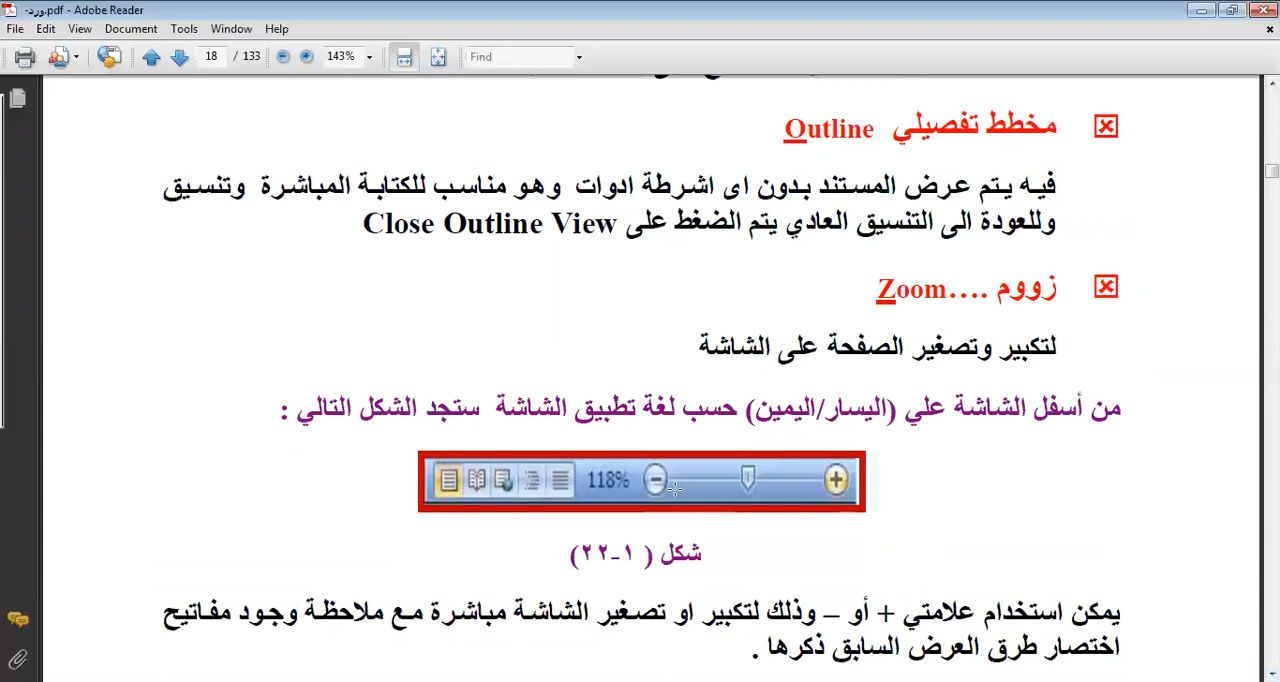 ورد-.pdf - Adobe Reader
File Edit View Document Tools Window Help
18 / 133 143% Find
مخطط تفصيلي Outline
فيه يتم عرض المستند بدون اى اشرطة ادوات وهو مناسب للكتابة المباشرة وتنسيق
وللعودة الى التنسيق العادي يتم الضغط على Close Outline View
زووم .... Zoom
لتكبير وتصغير الصفحة على الشاشة
من أسفل الشاشة علي (اليسار/اليمين) حسب لغة تطبيق الشاشة ستجد الشكل التالي :
118%
شكل ( ١-٢٢)
يمكن استخدام علامتي + أو – وذلك لتكبير او تصغير الشاشة مباشرة مع ملاحظة وجود مفاتيح
اختصار طرق العرض السابق ذكرها .